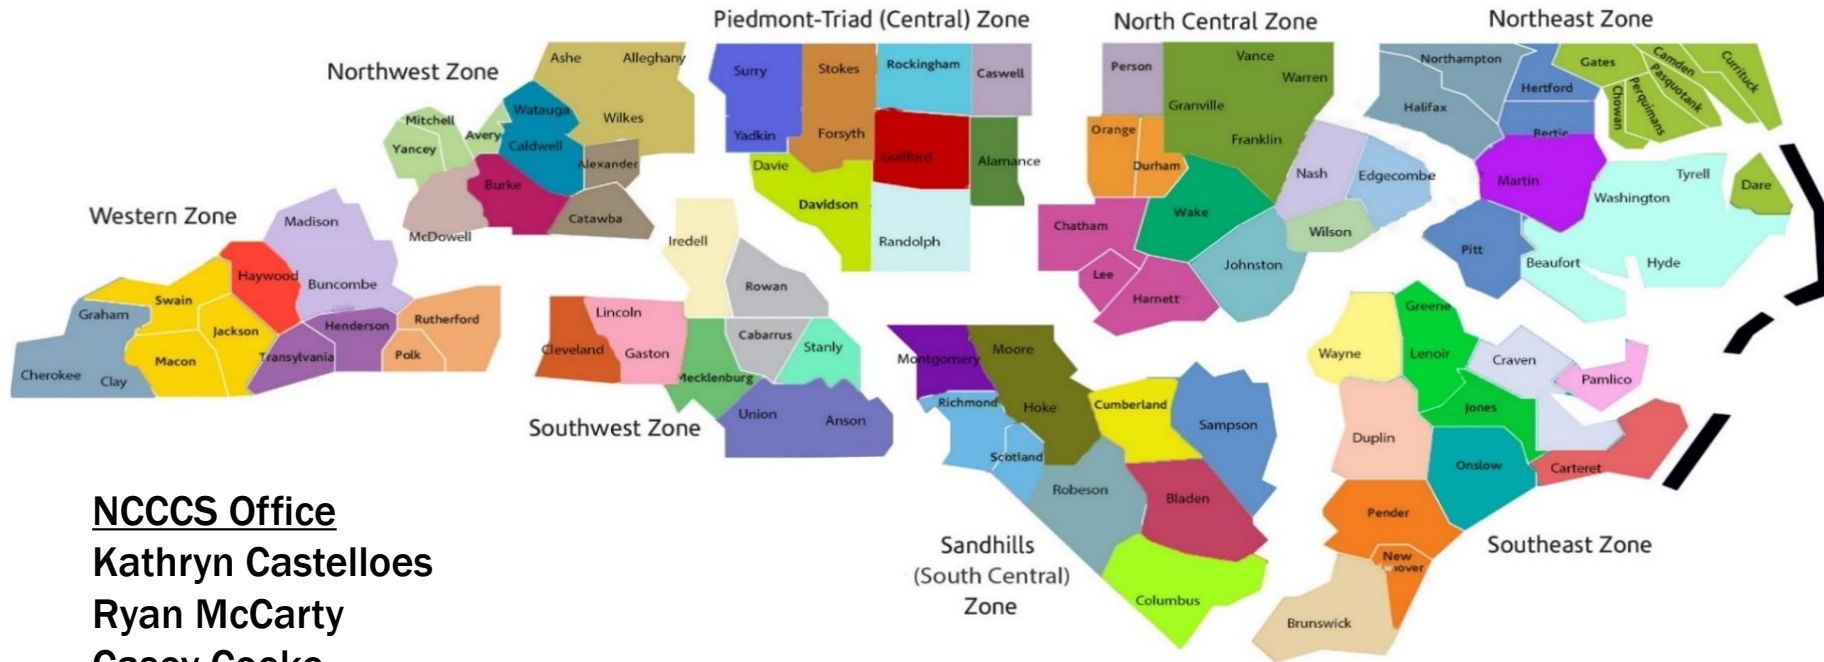 Piedmont-Triad (Central) Zone
North Central Zone
Northeast Zone
Northwest Zone
Ashe
Alleghany
Watauga
Wilkes
Mitchell
Avery
Yancey
Caldwell
Alexander
Burke
McDowell
Catawba
Surry
Stokes
Rockingham
Caswell
Yadkin
Forsyth
Guilford
Alamance
Davie
Davidson
Randolph
Person
Vance
Warren
Granville
Orange
Durham
Franklin
Nash
Edgecombe
Chatham
Wake
Wilson
Lee
Johnston
Harnett
Northampton
Halifax
Hertford
Gates
Camden
Currituck
Pasquotank
Perquimans
Chowan
Bertie
Martin
Tyrell
Washington
Dare
Pitt
Beaufort
Hyde
Western Zone
Madison
Haywood
Buncombe
Swain
Graham
Jackson
Henderson
Rutherford
Macon
Transylvania
Polk
Cherokee
Clay
Iredell
Rowan
Lincoln
Cleveland
Gaston
Cabarrus
Stanly
Mecklenburg
Union
Anson
Southwest Zone
Montgomery
Moore
Richmond
Hoke
Cumberland
Sampson
Scotland
Robeson
Bladen
Columbus
Sandhills
(South Central)
Zone
Greene
Wayne
Lenoir
Craven
Pamlico
Jones
Duplin
Onslow
Carteret
Pender
New
Brunswick
Southeast Zone
NCCCS Office
Kathryn Castelloes
Ryan McCarty